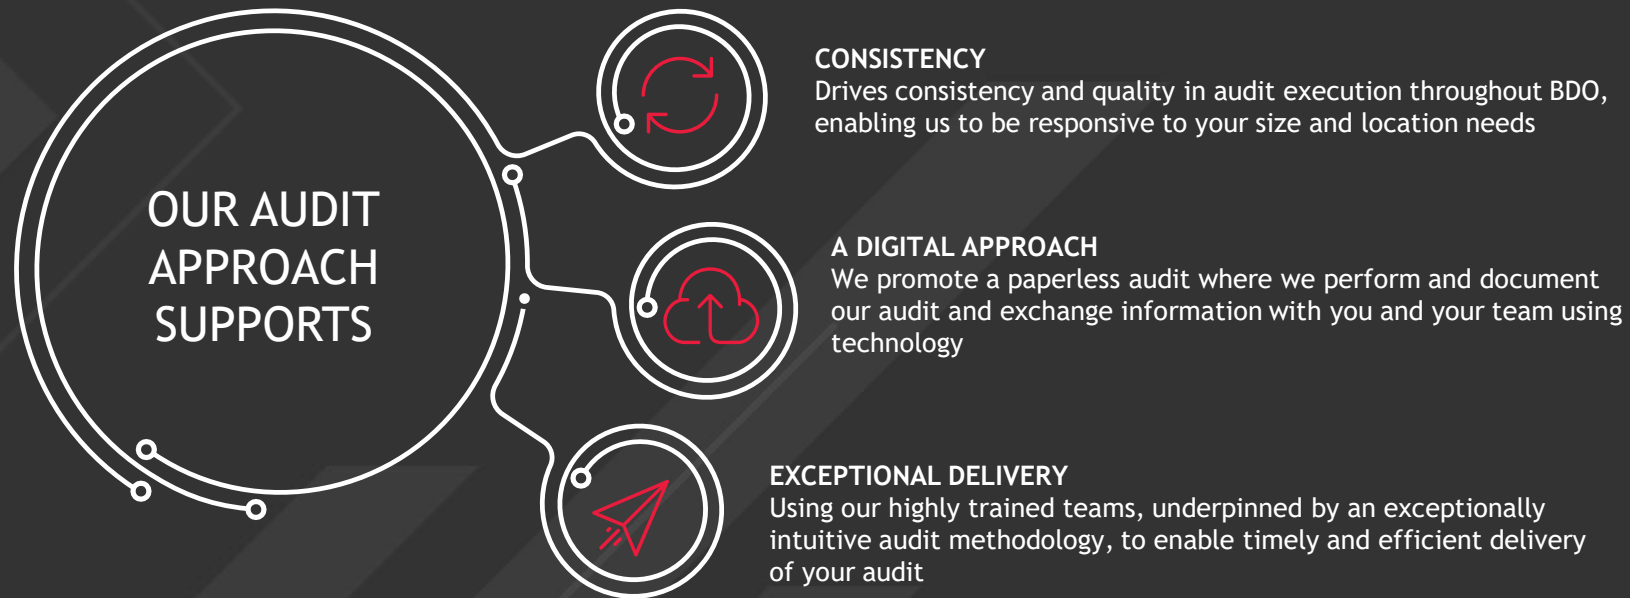 OUR AUDIT
APPROACH
SUPPORTS
CONSISTENCY
Drives consistency and quality in audit execution throughout BDO,
enabling us to be responsive to your size and location needs
A DIGITAL APPROACH
We promote a paperless audit where we perform and document
our audit and exchange information with you and your team using
technology
EXCEPTIONAL DELIVERY
Using our highly trained teams, underpinned by an exceptionally
intuitive audit methodology, to enable timely and efficient delivery
of your audit